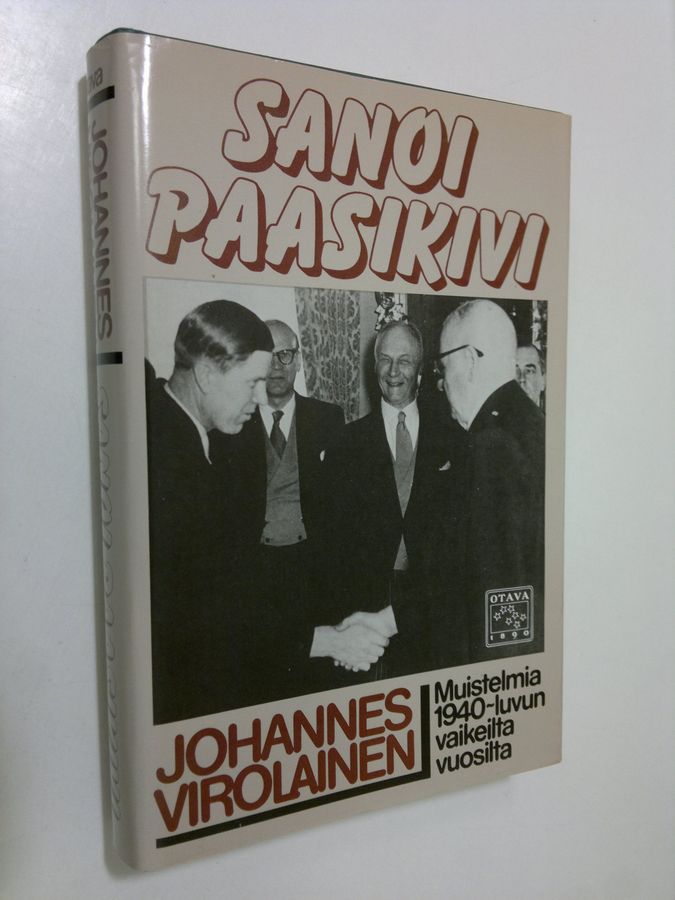 SANOI
PAASIKIVI
OTAVA
1890
JOHANNES
VIROLAINEN
Muistelmia
1940-luvun
vaikeilta
vuosilta
JOHANNES